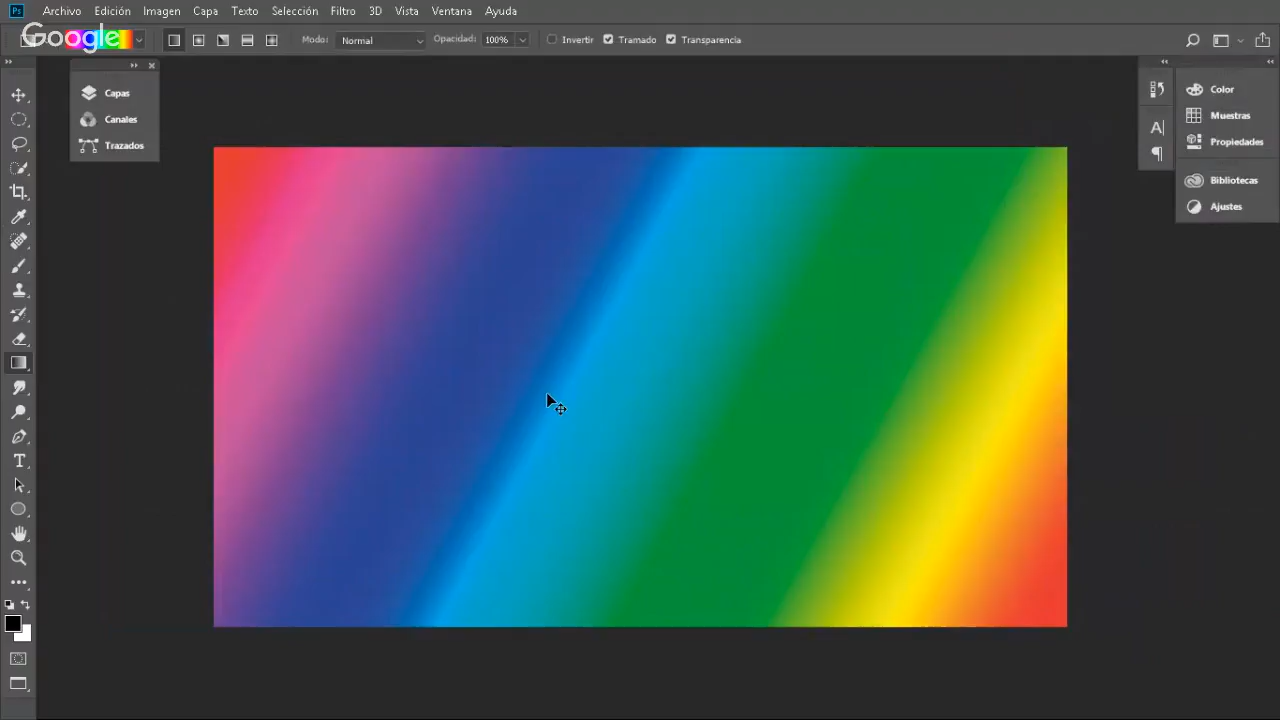 Ps Archivo Edición Imagen Capa Texto Selección Filtro 3D Vista Ventana Ayuda
Google Modo: Normal Opacidad: 100% Invertir Tramado Transparencia
Capas
Canales
Trazados
Color
Muestras
Propiedades
Bibliotecas
Ajustes